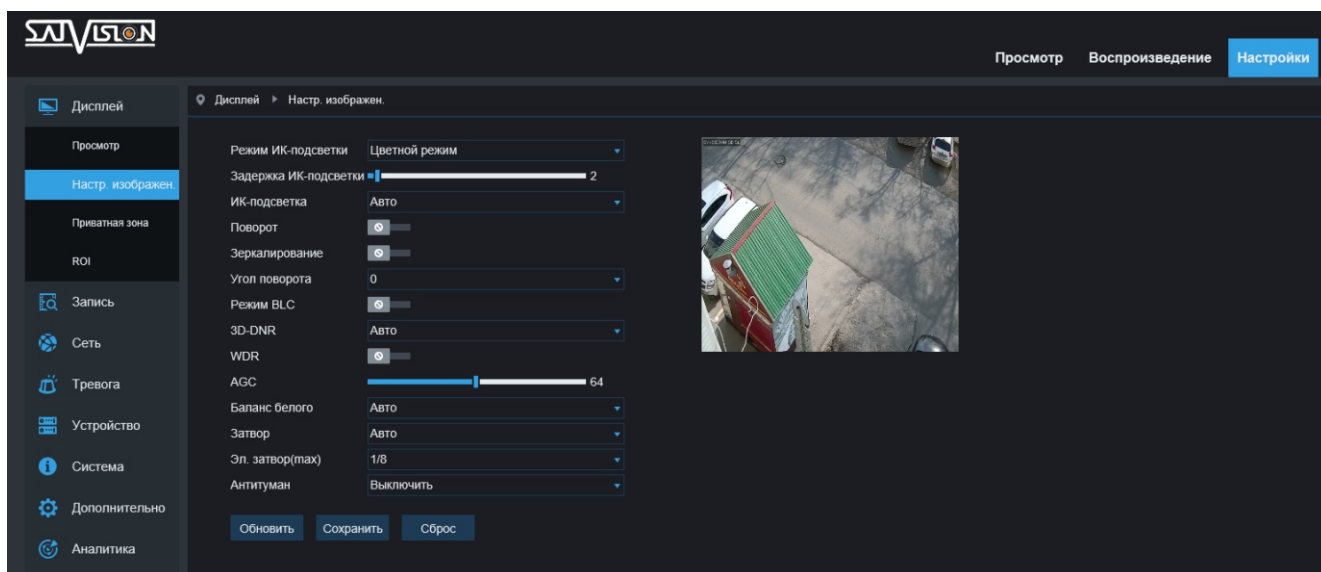 SATVISION
Просмотр Воспроизведение Настройки
Дисплей
Дисплей Настр. изображен.
Просмотр
Настр. изображен.
Приватная зона
ROI
Запись
Сеть
Тревога
Устройство
Система
Дополнительно
Аналитика
Режим ИК-подсветки Цветной режим
Задержка ИК-подсветки 2
ИК-подсветка Авто
Поворот
Зеркалирование
Угол поворота 0
Режим BLC
3D-DNR Авто
WDR
AGC 64
Баланс белого Авто
Затвор Авто
Эл. затвор(max) 1/8
Антитуман Выключить
Обновить Сохранить Сброс